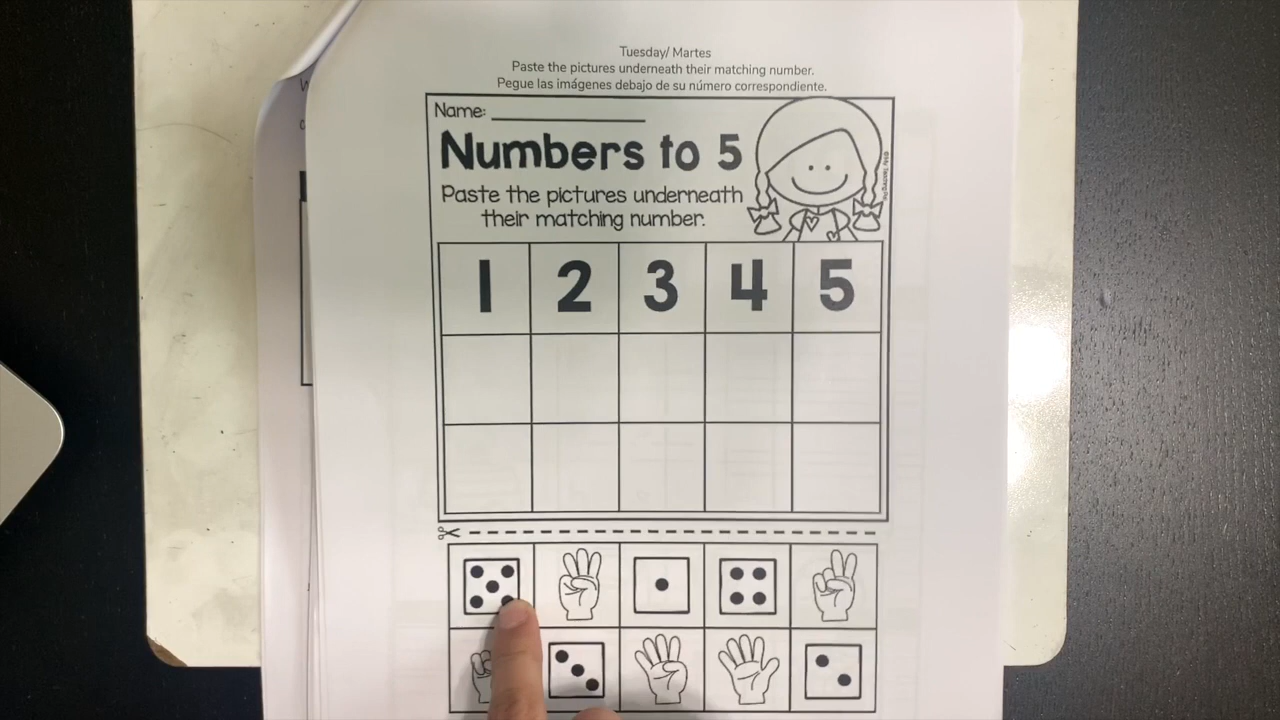 Tuesday/ Martes
Paste the pictures underneath their matching number.
Pegue las imágenes debajo de su número correspondiente.
Name:
Numbers to 5
Paste the pictures underneath
their matching number.
1 2 3 4 5